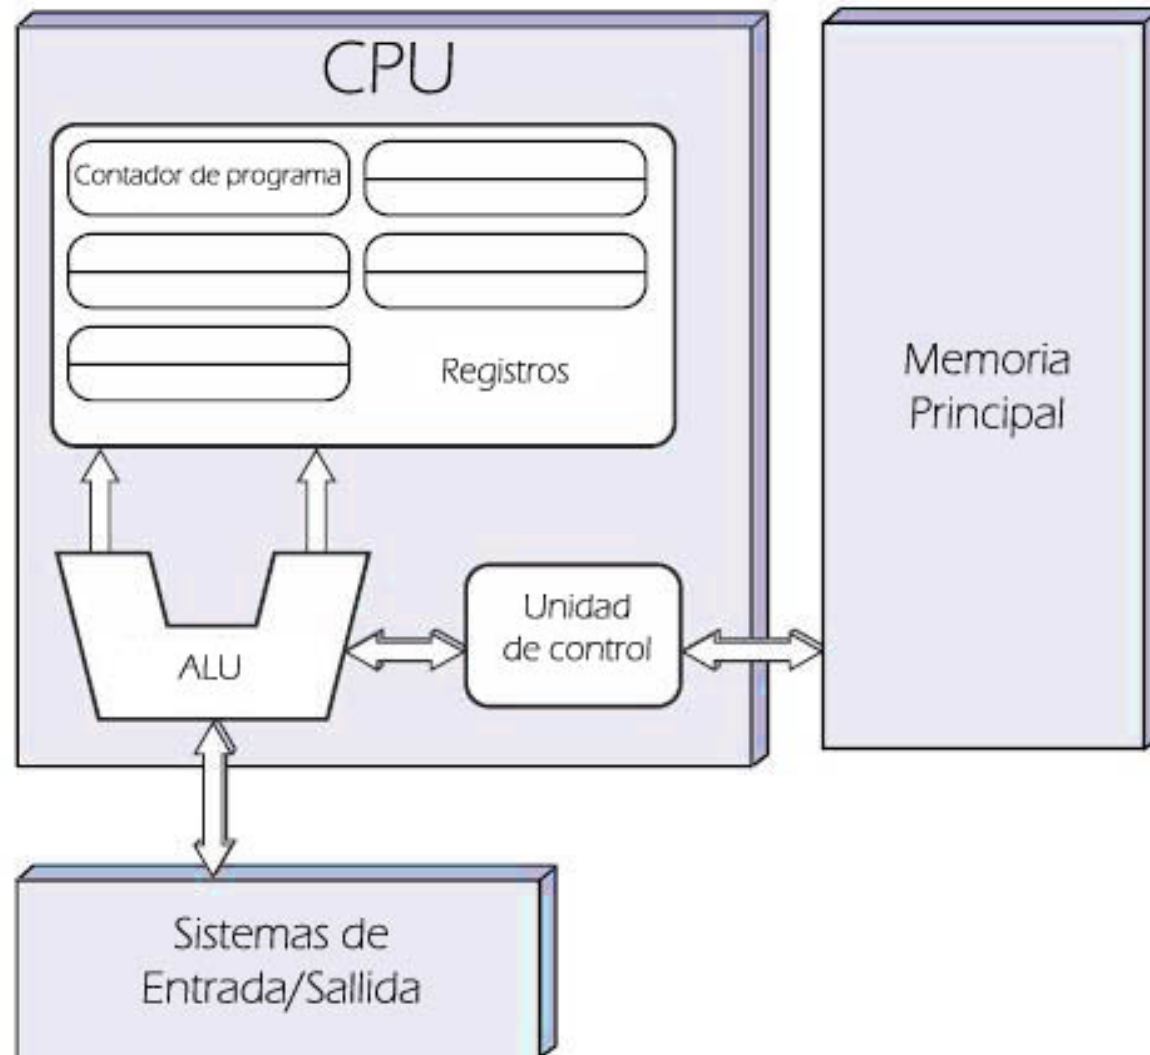 CPU
Contador de programa
Registros
Memoria
Principal
Unidad
de control
ALU
Sistemas de
Entrada/Sallida